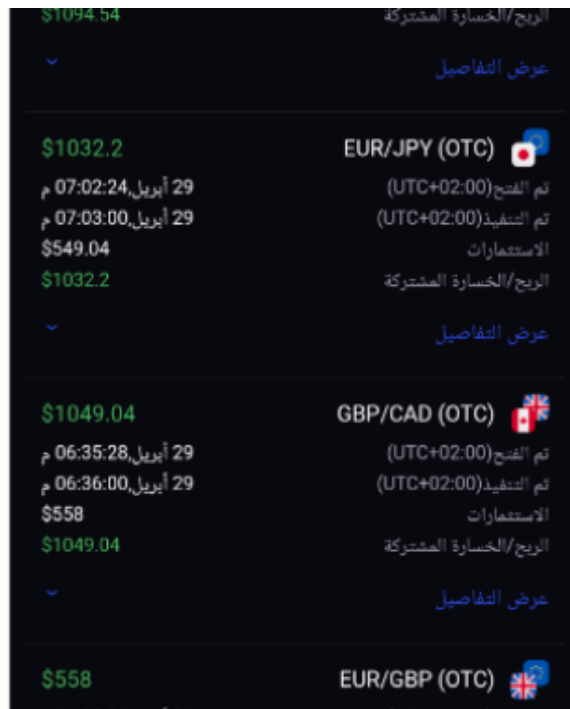 الربح/الخسارة المشتركة $1094.54
عرض التفاصيل
EUR/JPY (OTC) $1032.2
تم الفتح(UTC+02:00) 29 أبريل,07:02:24 م
تم التنفيذ(UTC+02:00) 29 أبريل,07:03:00 م
الاستثمارات $549.04
الربح/الخسارة المشتركة $1032.2
عرض التفاصيل
GBP/CAD (OTC) $1049.04
تم الفتح(UTC+02:00) 29 أبريل,06:35:28 م
تم التنفيذ(UTC+02:00) 29 أبريل,06:36:00 م
الاستثمارات $558
الربح/الخسارة المشتركة $1049.04
عرض التفاصيل
EUR/GBP (OTC) $558